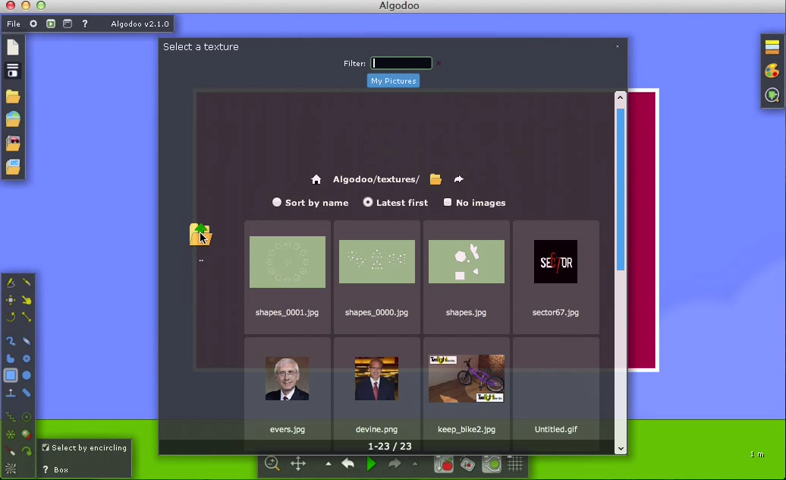 Algodoo
File
?
Algodoo v2.1.0
Select a texture
Filter:
My Pictures
Algodoo/textures/
Sort by name
Latest first
No images
..
SECTOR
67
shapes_0001.jpg
shapes_0000.jpg
shapes.jpg
sector67.jpg
evers.jpg
devine.png
keep_bike2.jpg
Untitled.gif
1-23 / 23
Select by encircling
? Box
1 m